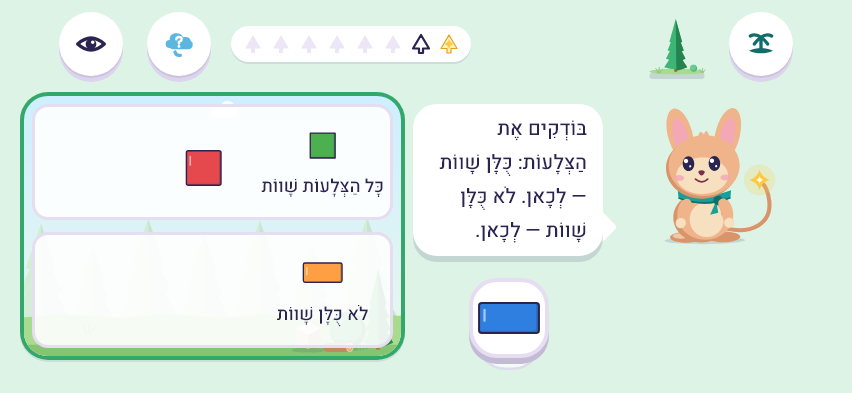 בּוֹדְקִים אֶת
הַצְּלָעוֹת: כֻּלָּן שָׁווֹת
– לְכָאן. לֹא כֻּלָּן
שָׁווֹת – לְכָאן.
כָּל הַצְּלָעוֹת שָׁווֹת
לֹא כֻּלָּן שָׁווֹת
?